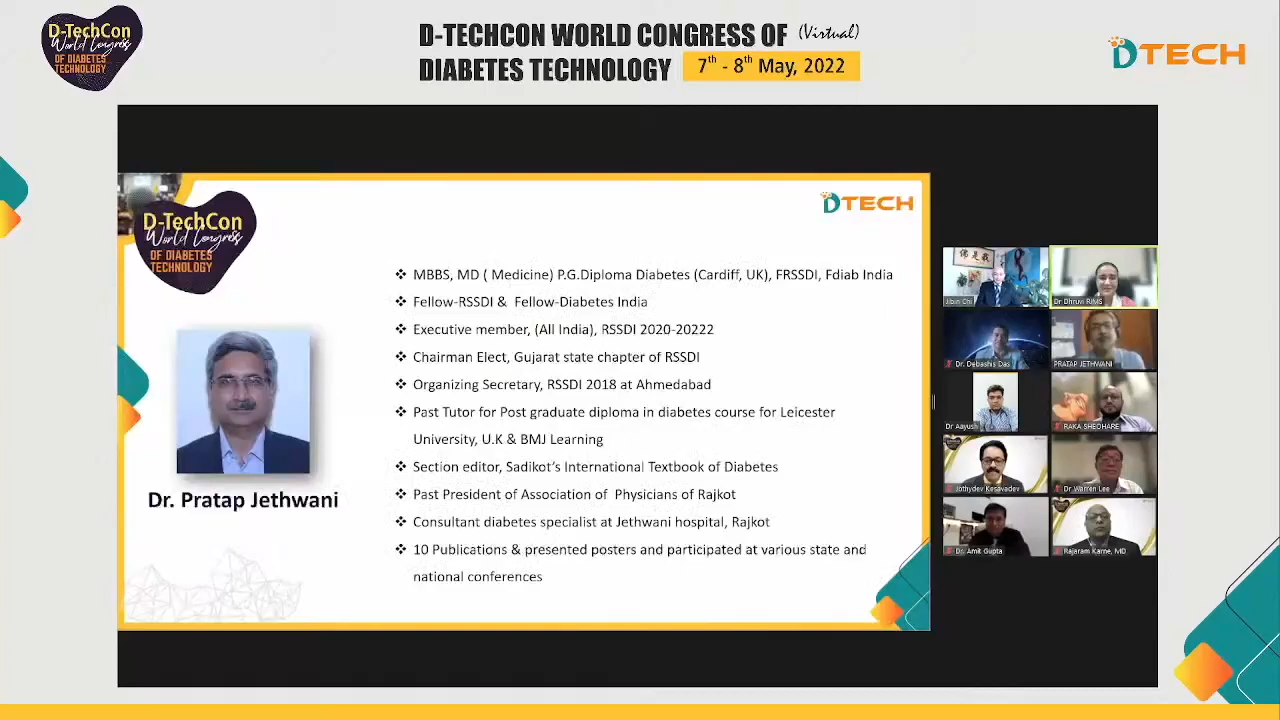 D-TechCon
World Congress
OF DIABETES
TECHNOLOGY
D-TECHCON WORLD CONGRESS OF (Virtual)
DIABETES TECHNOLOGY 7th - 8th May, 2022
DTECH
D-TechCon
World Congress
OF DIABETES
TECHNOLOGY
DTECH
❖ MBBS, MD ( Medicine) P.G.Diploma Diabetes (Cardiff, UK), FRSSDI, Fdiab India
❖ Fellow-RSSDI & Fellow-Diabetes India
❖ Executive member, (All India), RSSDI 2020-20222
❖ Chairman Elect, Gujarat state chapter of RSSDI
❖ Organizing Secretary, RSSDI 2018 at Ahmedabad
❖ Past Tutor for Post graduate diploma in diabetes course for Leicester
University, U.K & BMJ Learning
❖ Section editor, Sadikot's International Textbook of Diabetes
❖ Past President of Association of Physicians of Rajkot
❖ Consultant diabetes specialist at Jethwani hospital, Rajkot
❖ 10 Publications & presented posters and participated at various state and
national conferences
Dr. Pratap Jethwani
佛是我
Jibin Chi
Dr Dhruvi RIMS
Dr. Debashis Das
PRATAP JETHWANI
Dr Aayush
RAKA SHEOHARE
Jothydev Kesavadev
Dr Warren Lee
Dr. Amit Gupta
Rajaram Karne, MD